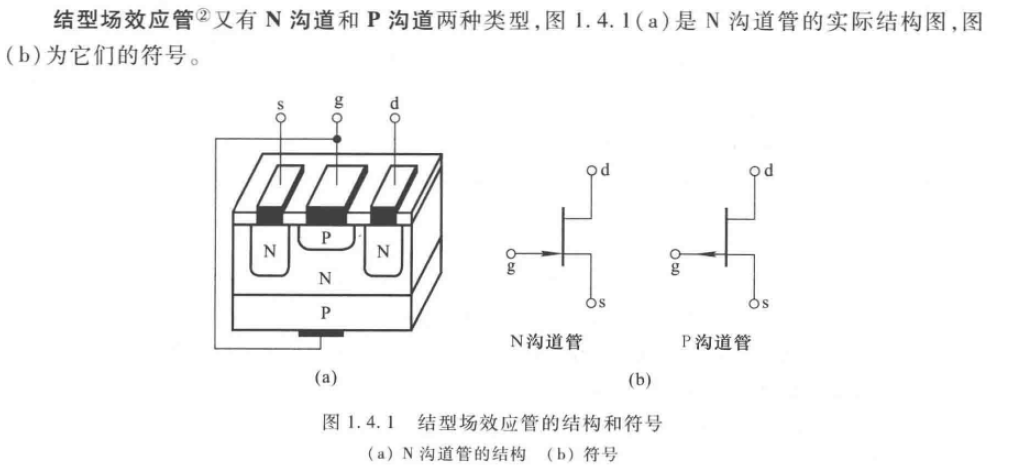 结型场效应管②又有 N 沟道和 P 沟道两种类型,图 1.4.1(a)是 N 沟道管的实际结构图,图
(b)为它们的符号。
s g d
N P N
N
P
(a)
d
g
s
N沟道管
d
g
s
P沟道管
(b)
图 1.4.1 结型场效应管的结构和符号
(a) N 沟道管的结构 (b) 符号